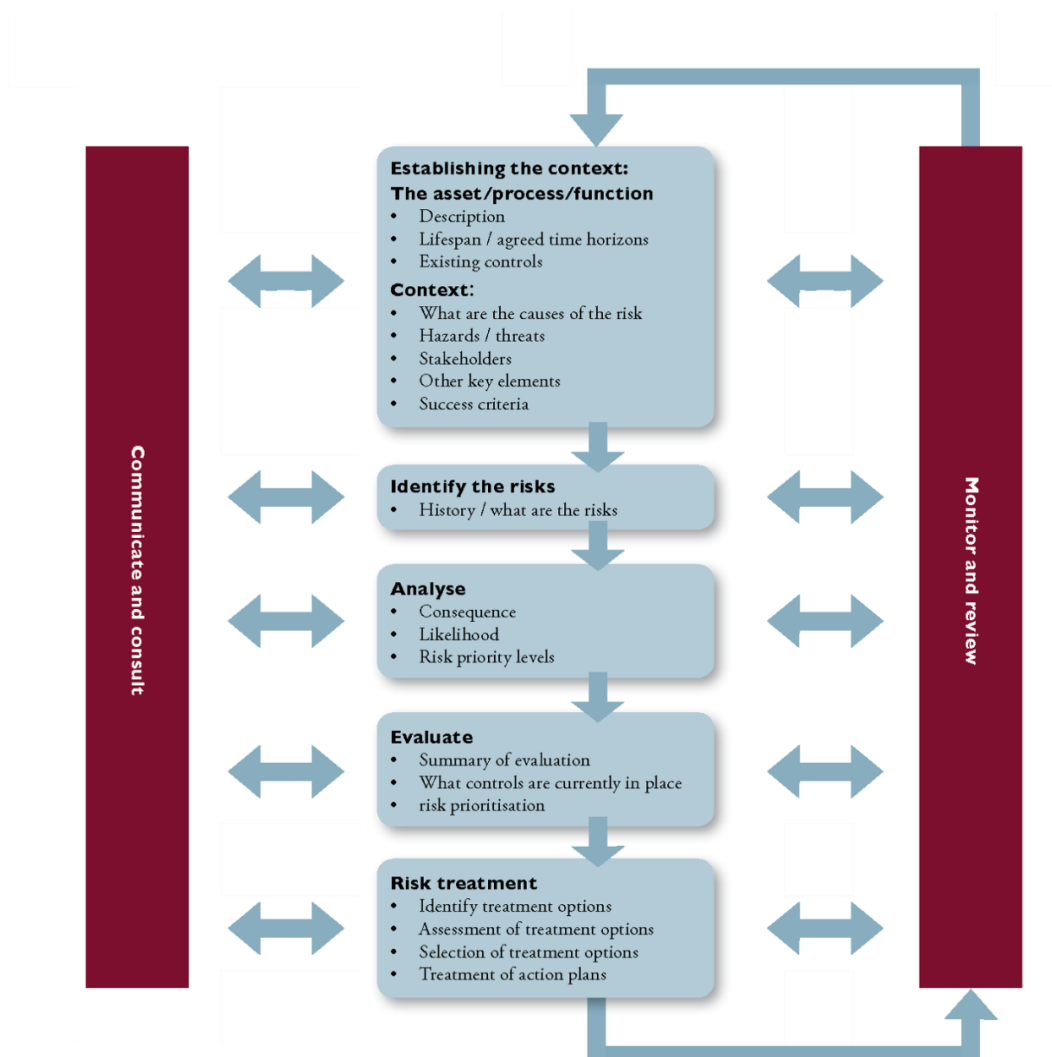 Communicate and consult
Establishing the context:
The asset/process/function
• Description
• Lifespan / agreed time horizons
• Existing controls
Context:
• What are the causes of the risk
• Hazards / threats
• Stakeholders
• Other key elements
• Success criteria
Identify the risks
• History / what are the risks
Analyse
• Consequence
• Likelihood
• Risk priority levels
Evaluate
• Summary of evaluation
• What controls are currently in place
• risk prioritisation
Risk treatment
• Identify treatment options
• Assessment of treatment options
• Selection of treatment options
• Treatment of action plans
Monitor and review